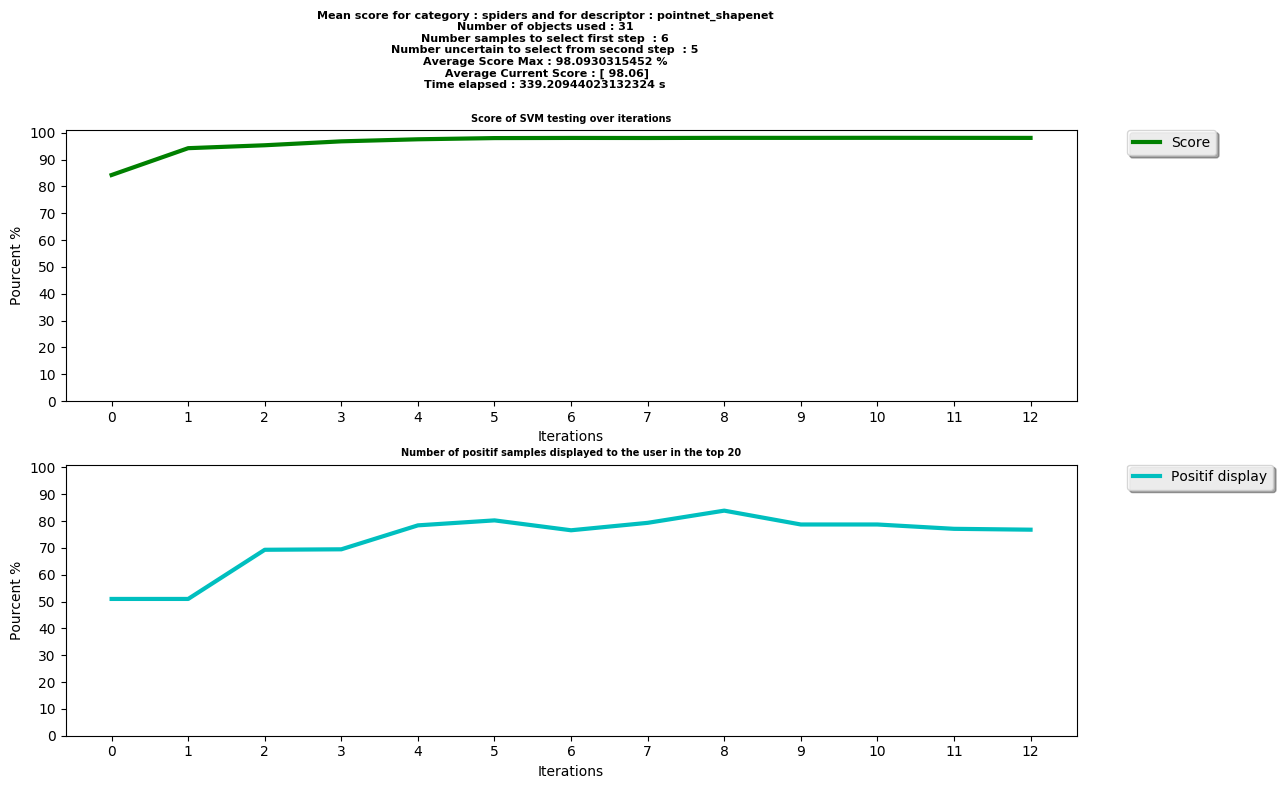 Mean score for category : spiders and for descriptor : pointnet_shapenet
Number of objects used : 31
Number samples to select first step  : 6
Number uncertain to select from second step  : 5
Average Score Max : 98.0930315452 %
Average Current Score : [ 98.06]
Time elapsed : 339.20944023132324 s
Score of SVM testing over iterations
100
90
80
70
60
50
40
30
20
10
0
Pourcent %
0 1 2 3 4 5 6 7 8 9 10 11 12
Iterations
Score
Number of positif samples displayed to the user in the top 20
100
90
80
70
60
50
40
30
20
10
0
Pourcent %
0 1 2 3 4 5 6 7 8 9 10 11 12
Iterations
Positif display